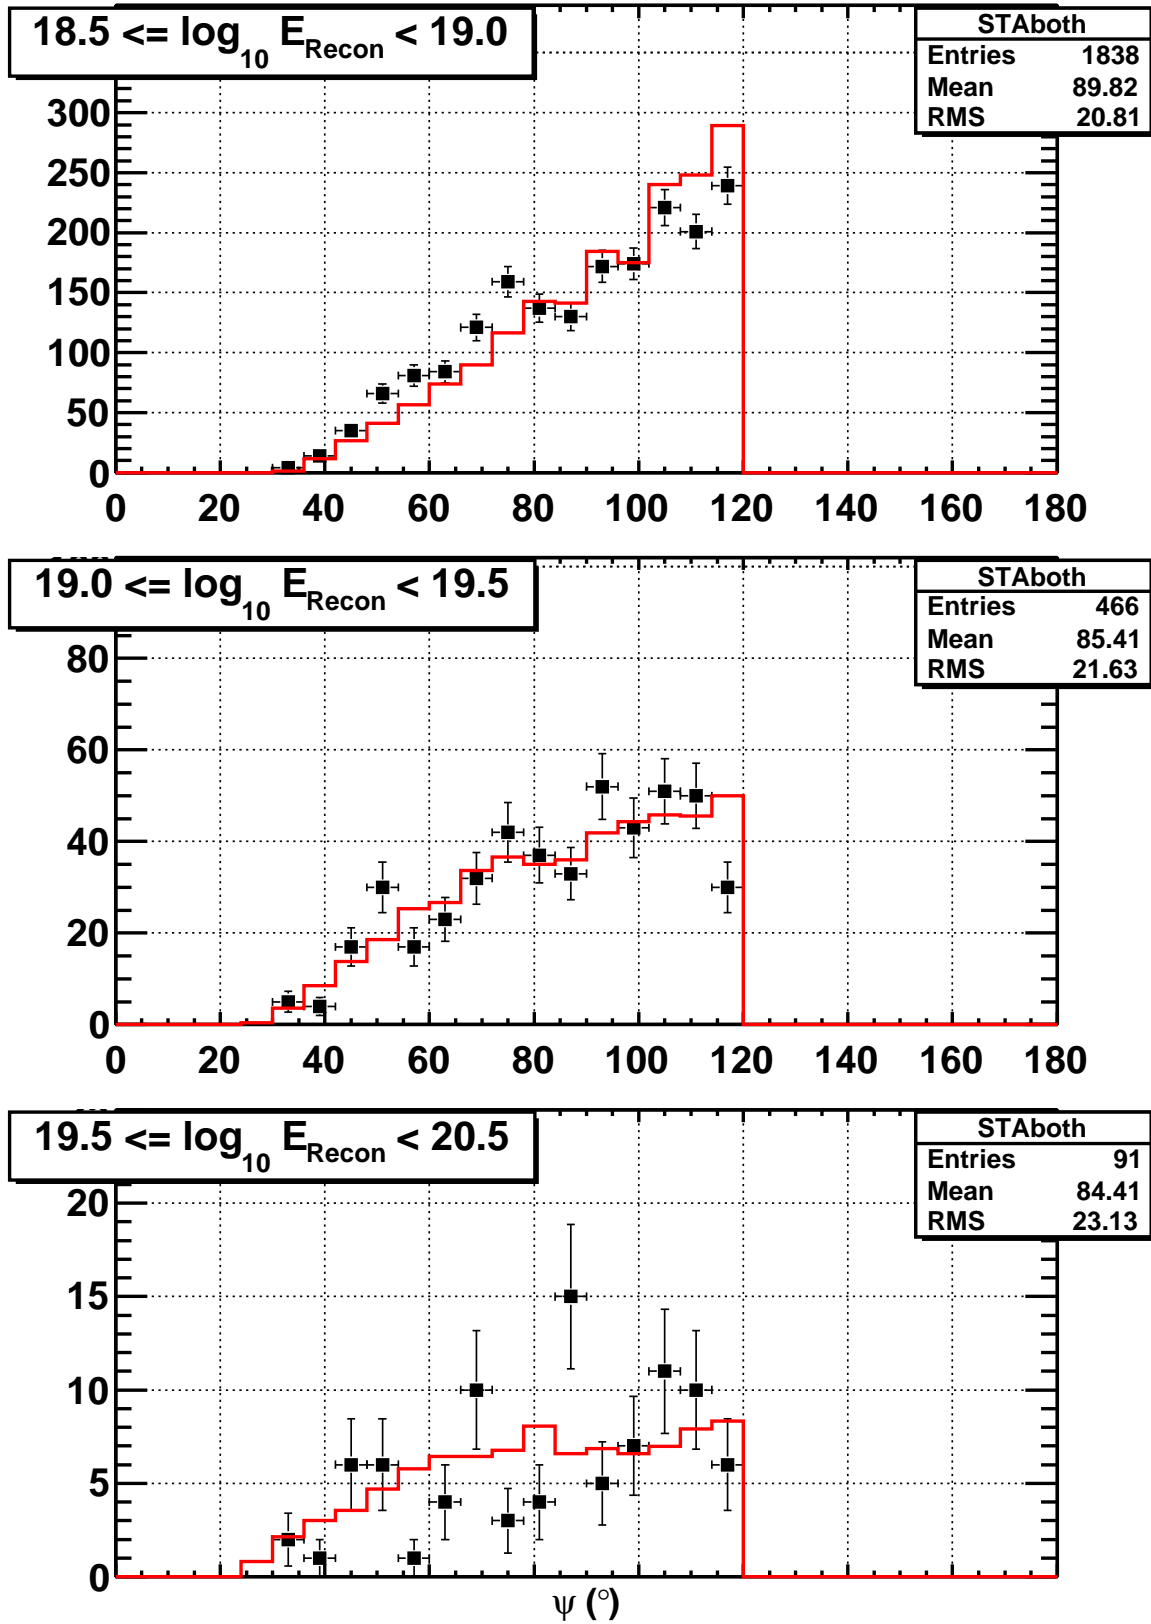 18.5 <= log10 ERecon < 19.0
STAboth
Entries 1838
Mean 89.82
RMS 20.81
300
250
200
150
100
50
0
0 20 40 60 80 100 120 140 160 180
19.0 <= log10 ERecon < 19.5
STAboth
Entries 466
Mean 85.41
RMS 21.63
80
60
40
20
0
0 20 40 60 80 100 120 140 160 180
19.5 <= log10 ERecon < 20.5
STAboth
Entries 91
Mean 84.41
RMS 23.13
20
15
10
5
0
ψ (°)